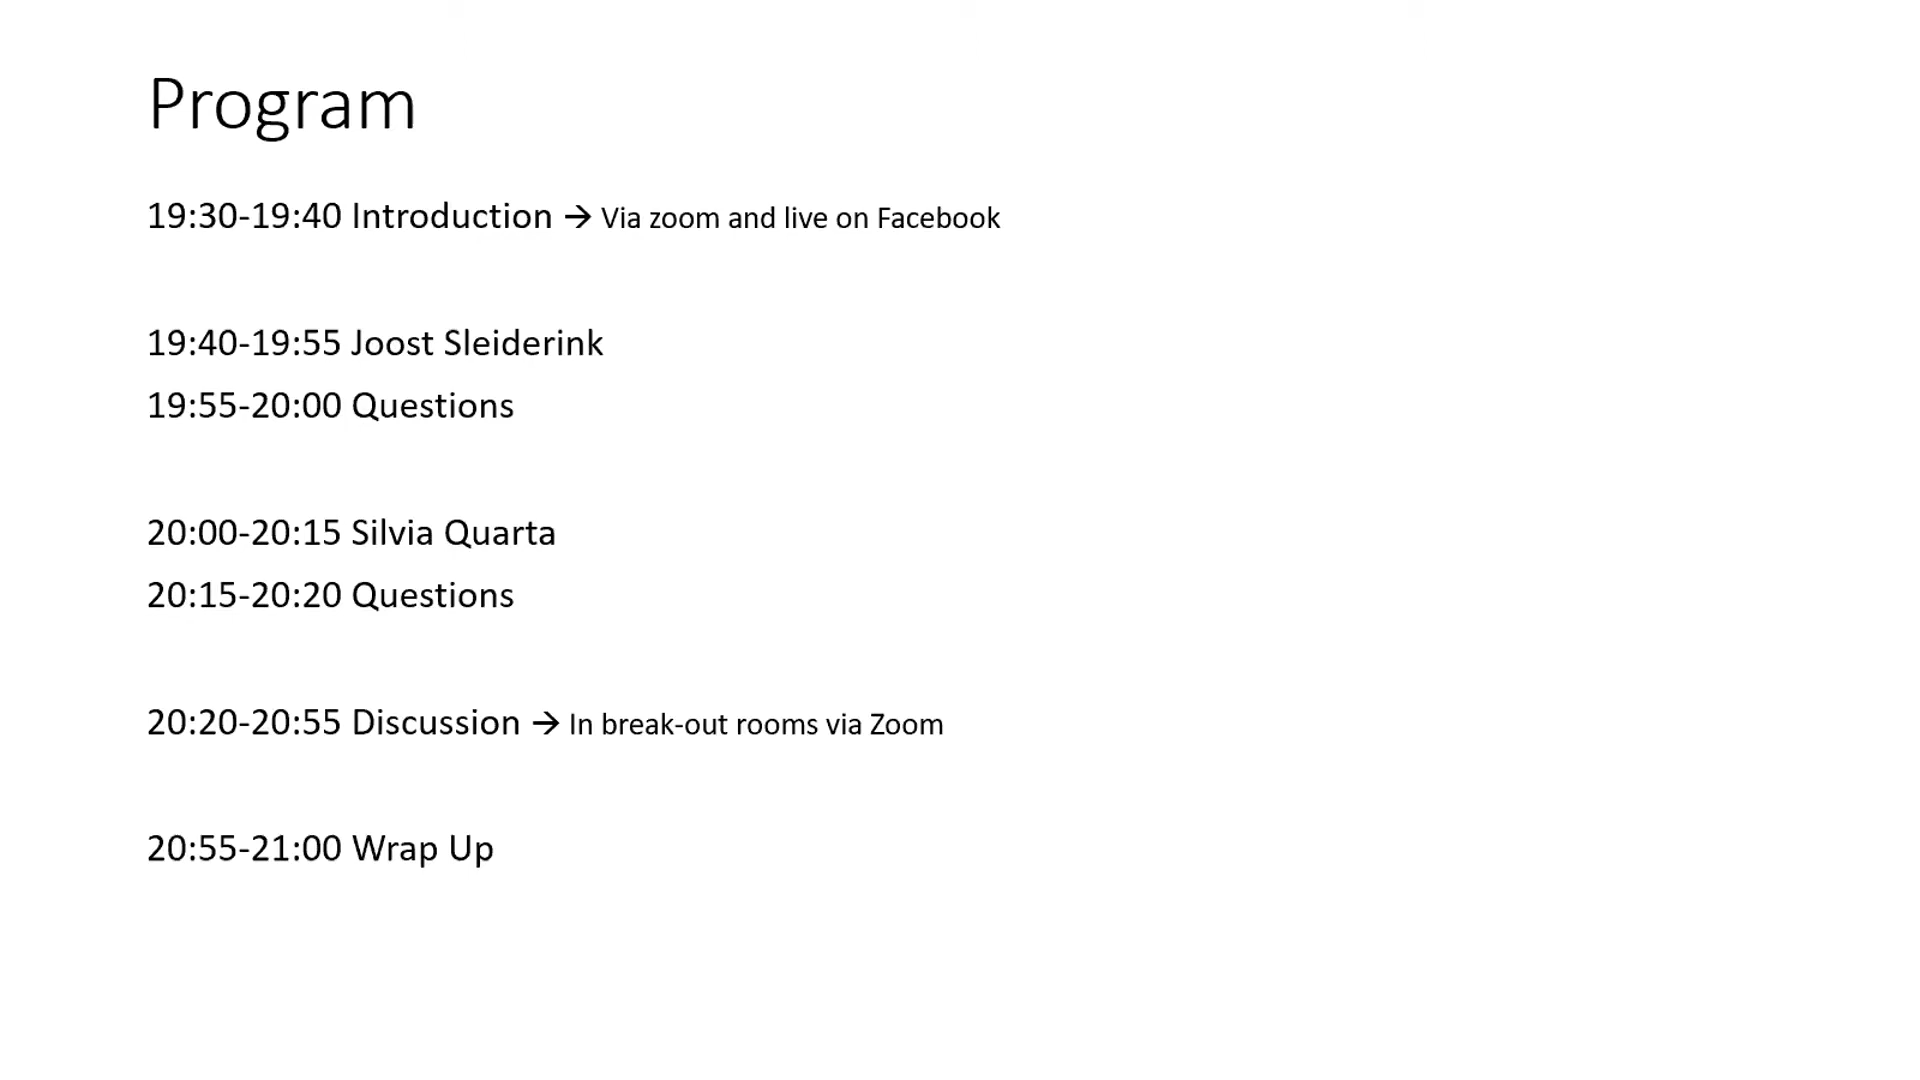 Program
19:30-19:40 Introduction → Via zoom and live on Facebook
19:40-19:55 Joost Sleiderink
19:55-20:00 Questions
20:00-20:15 Silvia Quarta
20:15-20:20 Questions
20:20-20:55 Discussion → In break-out rooms via Zoom
20:55-21:00 Wrap Up